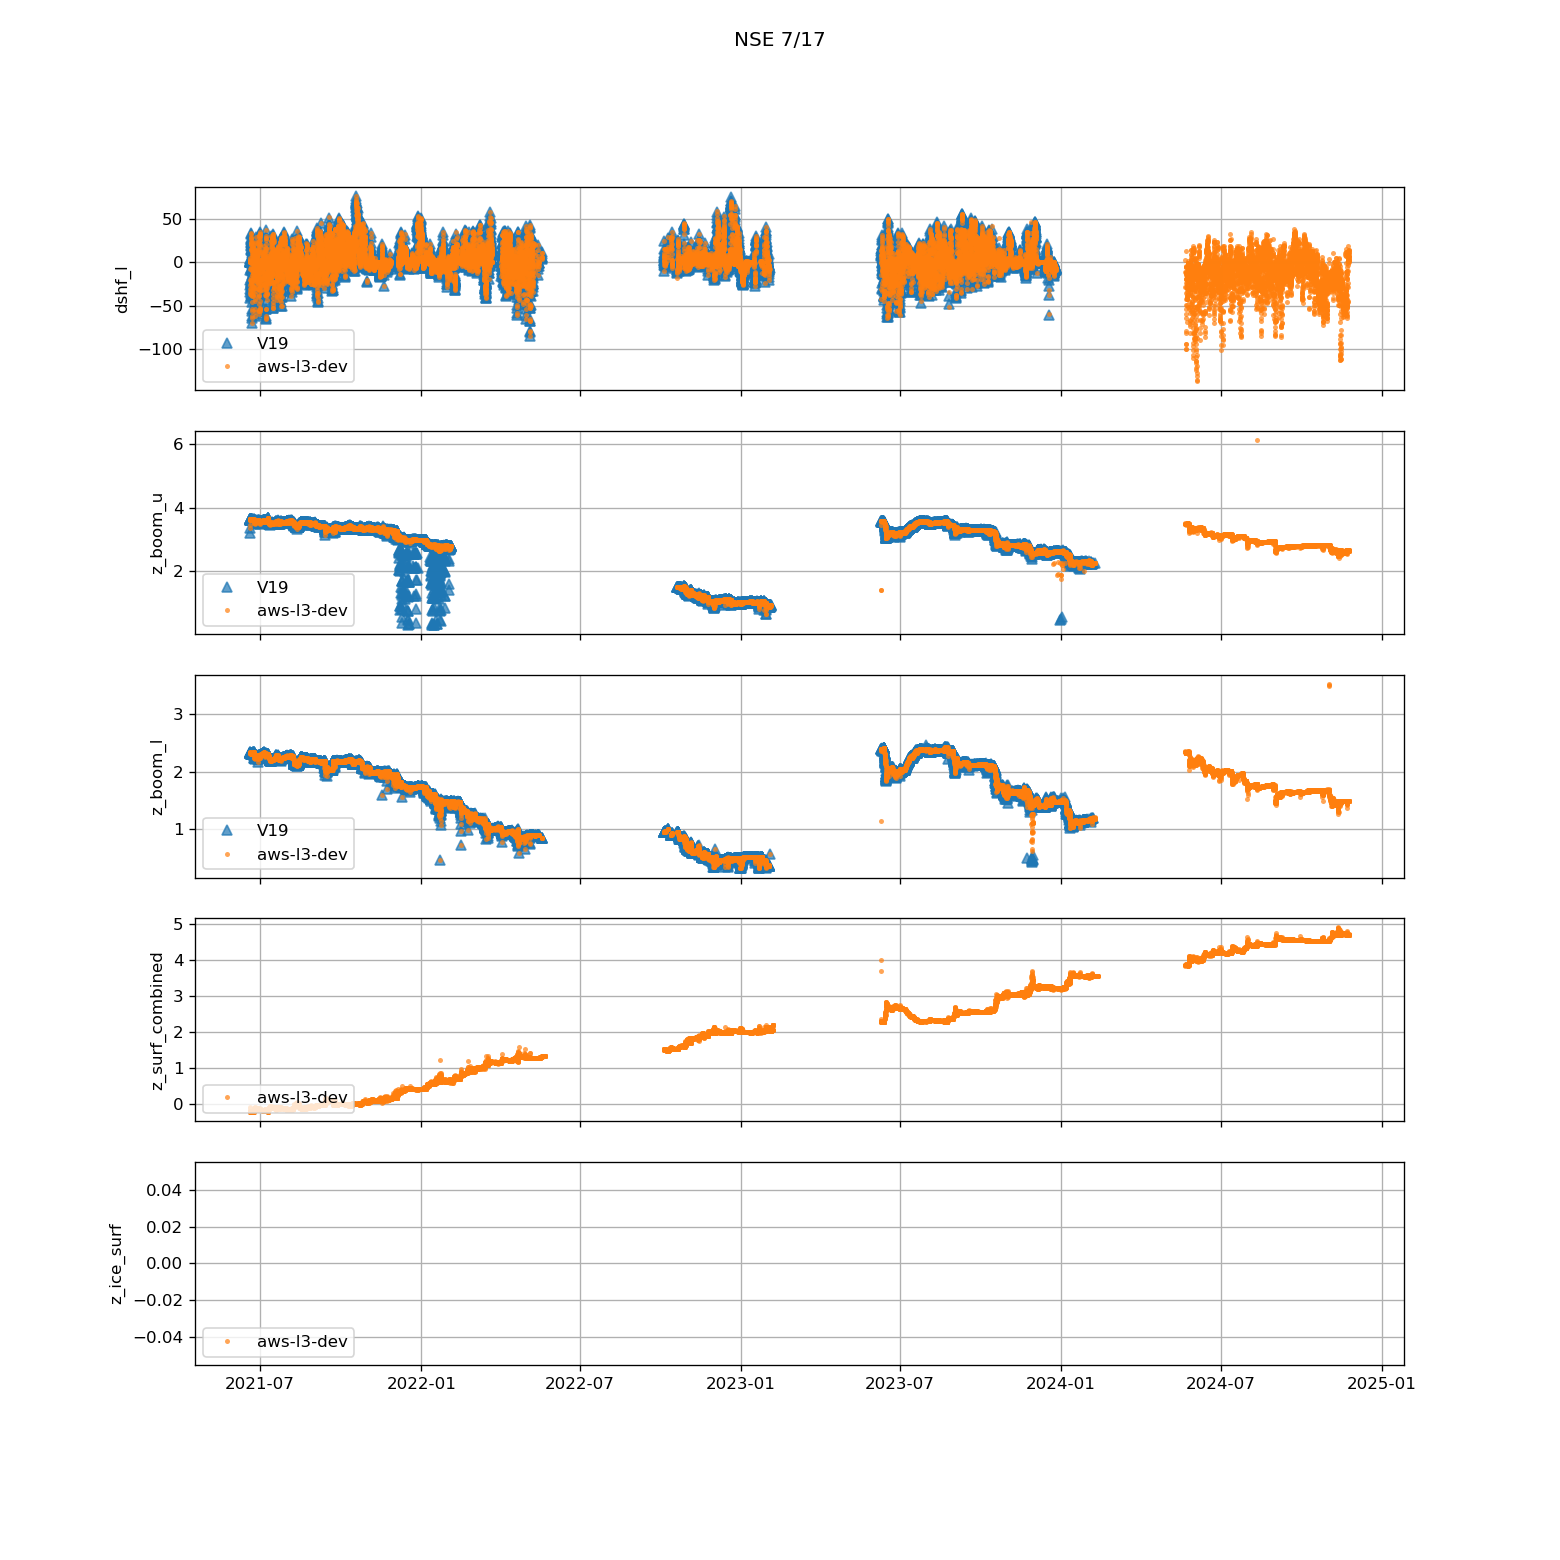 NSE 7/17
50
0
−50
−100
dshf_l
V19
aws-l3-dev
6
4
2
z_boom_u
V19
aws-l3-dev
3
2
1
z_boom_l
V19
aws-l3-dev
5
4
3
2
1
0
z_surf_combined
aws-l3-dev
0.04
0.02
0.00
−0.02
−0.04
z_ice_surf
aws-l3-dev
2021-07 2022-01 2022-07 2023-01 2023-07 2024-01 2024-07 2025-01